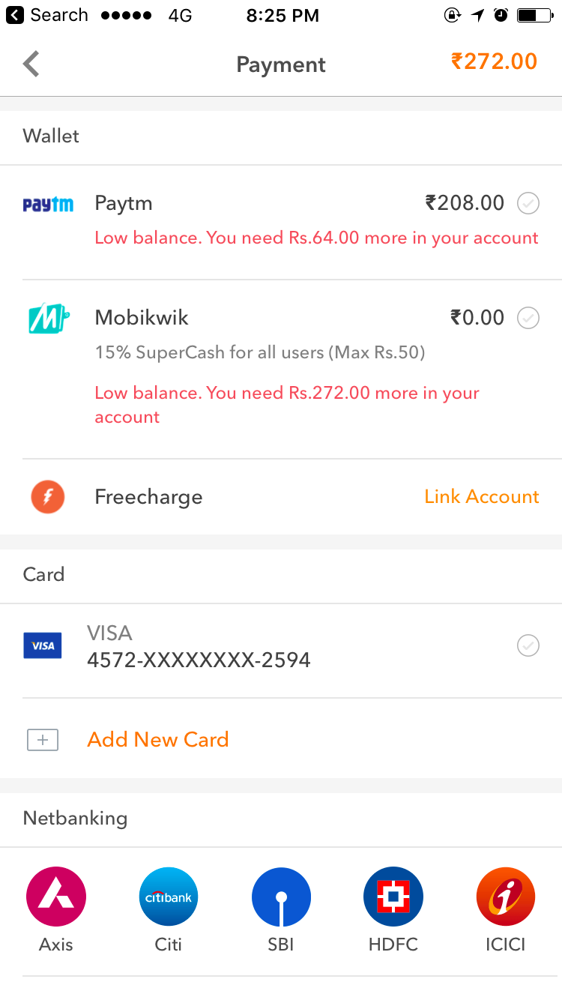 Search 4G 8:25 PM
Payment ₹272.00
Wallet
paytm Paytm ₹208.00
Low balance. You need Rs.64.00 more in your account
M Mobikwik ₹0.00
15% SuperCash for all users (Max Rs.50)
Low balance. You need Rs.272.00 more in your
account
Freecharge Link Account
Card
VISA
VISA
4572-XXXXXXXX-2594
Add New Card
Netbanking
citibank
Axis Citi SBI HDFC ICICI